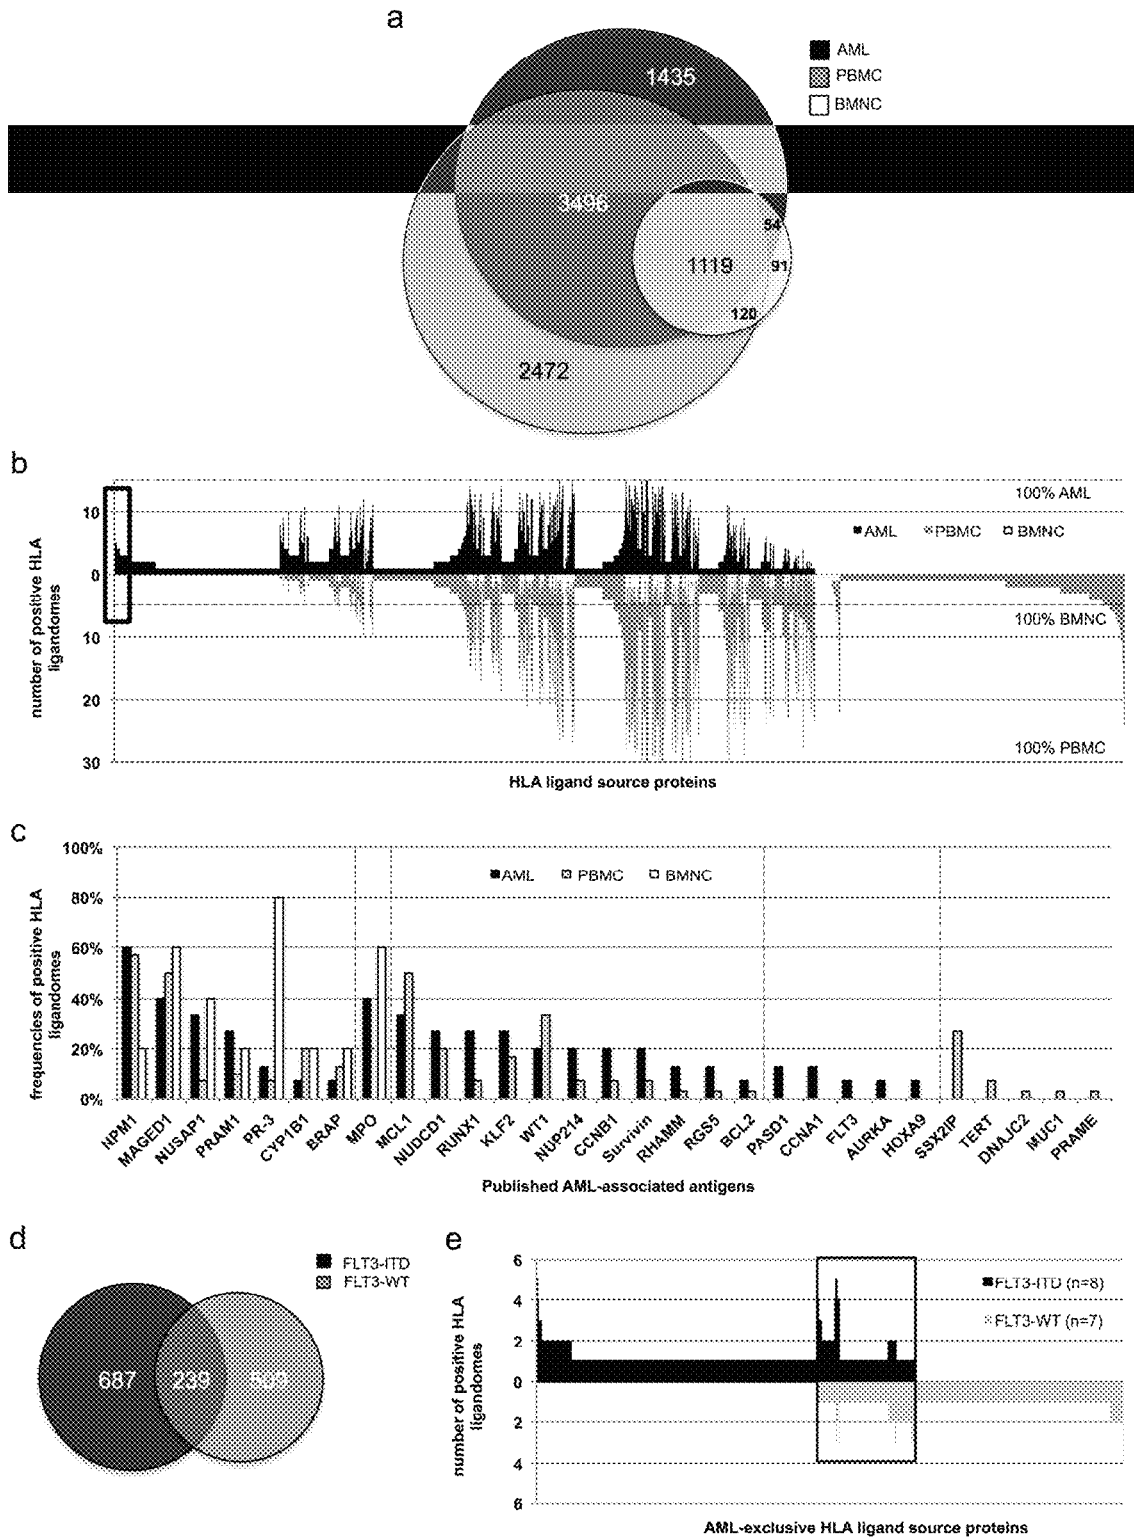 a
AML
PBMC
BMNC
1435
3496
54
1119
91
120
2472
b
number of positive HLA
ligandomes
10
0
10
20
30
100% AML
AML PBMC BMNC
100% BMNC
100% PBMC
HLA ligand source proteins
c
frequencies of positive HLA
ligandomes
100%
80%
60%
40%
20%
0%
AML PBMC BMNC
NPM1 MAGED1 NUSAP1 PRAM1 PR-3 CYP1B1 BRAP MPO MCL1 NUDCD1 RUNX1 KLF2 WT1 NUP214 CCNB1 Survivin RHAMM RGS5 BCL2 PASD1 CCNA1 FLT3 AURKA HOXA9 SSX2IP TERT DNAJC2 MUC1 PRAME
Published AML-associated antigens
d
FLT3-ITD
FLT3-WT
687
239
e
number of positive HLA
ligandomes
6
4
2
0
2
4
6
FLT3-ITD (n=8)
FLT3-WT (n=7)
AML-exclusive HLA ligand source proteins